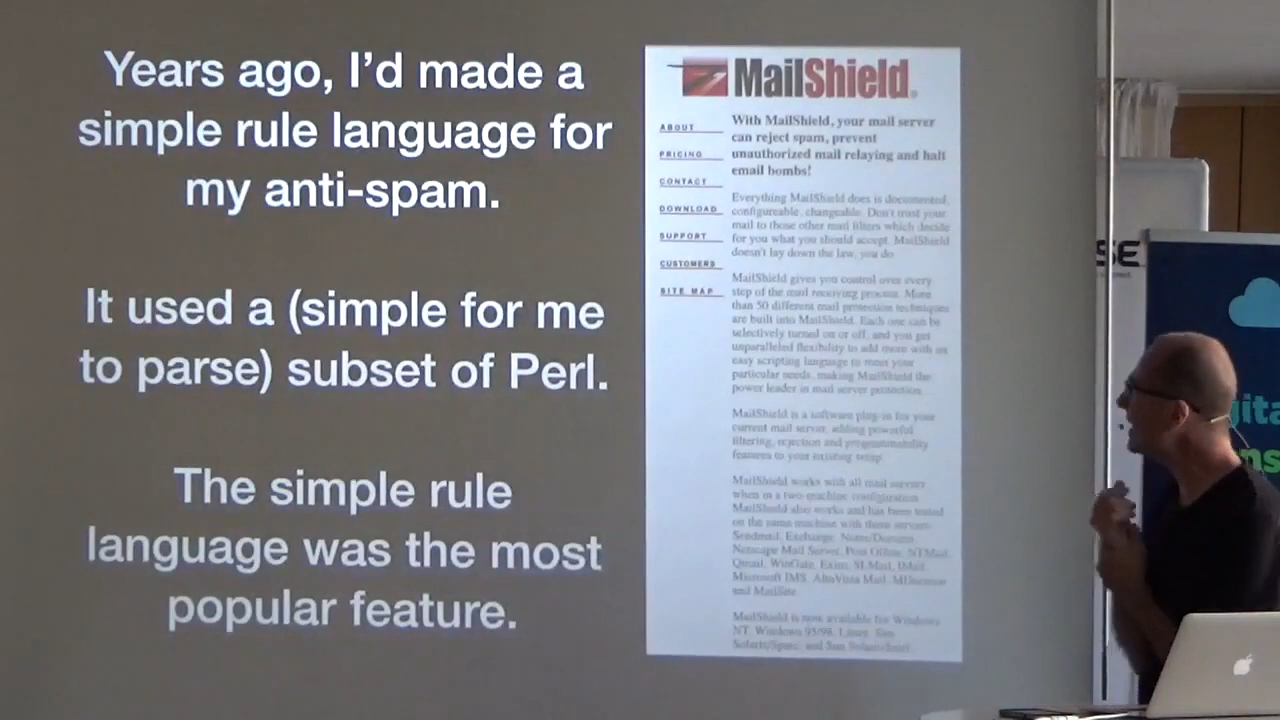 Years ago, I'd made a
simple rule language for
my anti-spam.
It used a (simple for me
to parse) subset of Perl.
The simple rule
language was the most
popular feature.
MailShield
ABOUT
PRICING
CONTACT
DOWNLOAD
SUPPORT
CUSTOMERS
SITE MAP
With MailShield, your mail server
can reject spam, prevent
unauthorized mail relaying and halt
email bombs!
Everything MailShield does is documented,
configureable, changeable. Don't trust your
mail to those other mail filters which decide
for you what you should accept. MailShield
doesn't lay down the law, you do.
MailShield gives you control over every
step of the mail receiving process. More
than 50 different mail protection techniques
are built into MailShield. Each one can be
selectively turned on or off, and you get
unparalleled flexibility to add more with an
easy scripting language to meet your
particular needs, making MailShield the
power leader in mail server protection.
MailShield is a software plug-in for your
current mail server, adding powerful
filtering, rejection and programmability
features to your existing setup.
MailShield works with all mail servers
when in a two-machine configuration.
MailShield also works and has been tested
on the same machine with these servers:
Sendmail, Exchange, Notes/Domino,
Netscape Mail Server, Post Office, NTMail,
Qmail, WinGate, Exim, SLMail, IMail,
Microsoft IMS, AltaVista Mail, MDaemon
and MailSite.
MailShield is now available for Windows
NT, Windows 95/98, Linux, Sun
Solaris/Sparc, and Sun Solaris/Intel.
SE
gita
ns